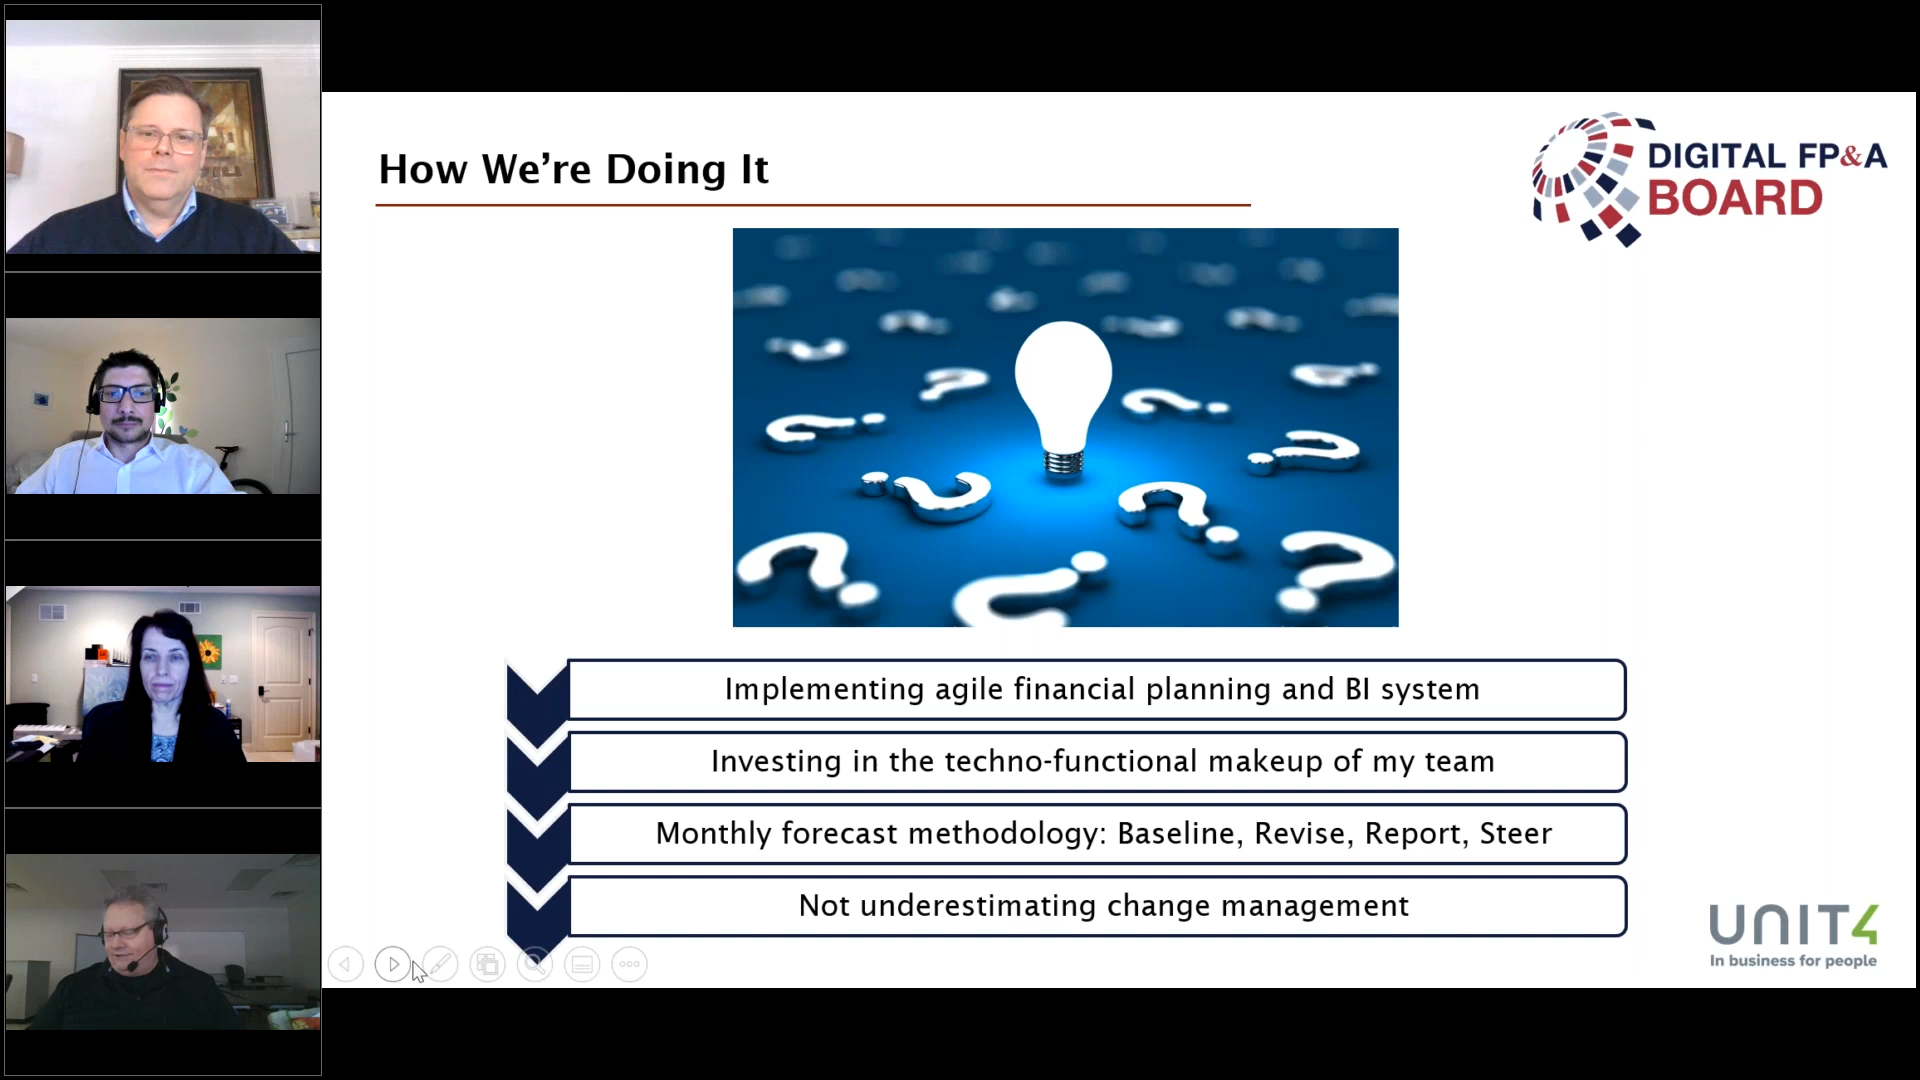 How We’re Doing It
DIGITAL FP&A
BOARD
Implementing agile financial planning and BI system
Investing in the techno-functional makeup of my team
Monthly forecast methodology: Baseline, Revise, Report, Steer
Not underestimating change management
UNIT4
In business for people